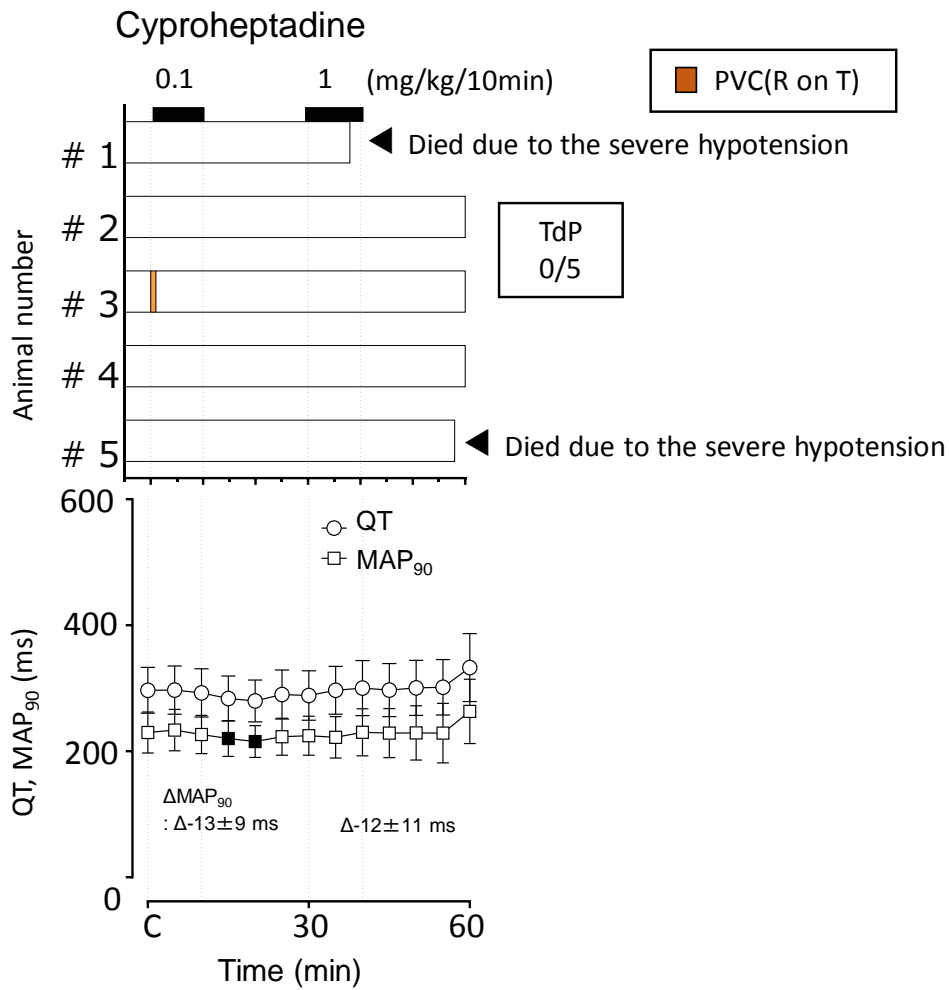 Cyproheptadine
0.1 1 (mg/kg/10min)
PVC(R on T)
# 1
Died due to the severe hypotension
# 2
TdP
0/5
# 3
# 4
# 5
Died due to the severe hypotension
Animal number
600
400
200
0
QT
MAP90
QT, MAP90 (ms)
ΔMAP90
: Δ-13±9 ms Δ-12±11 ms
C 30 60
Time (min)